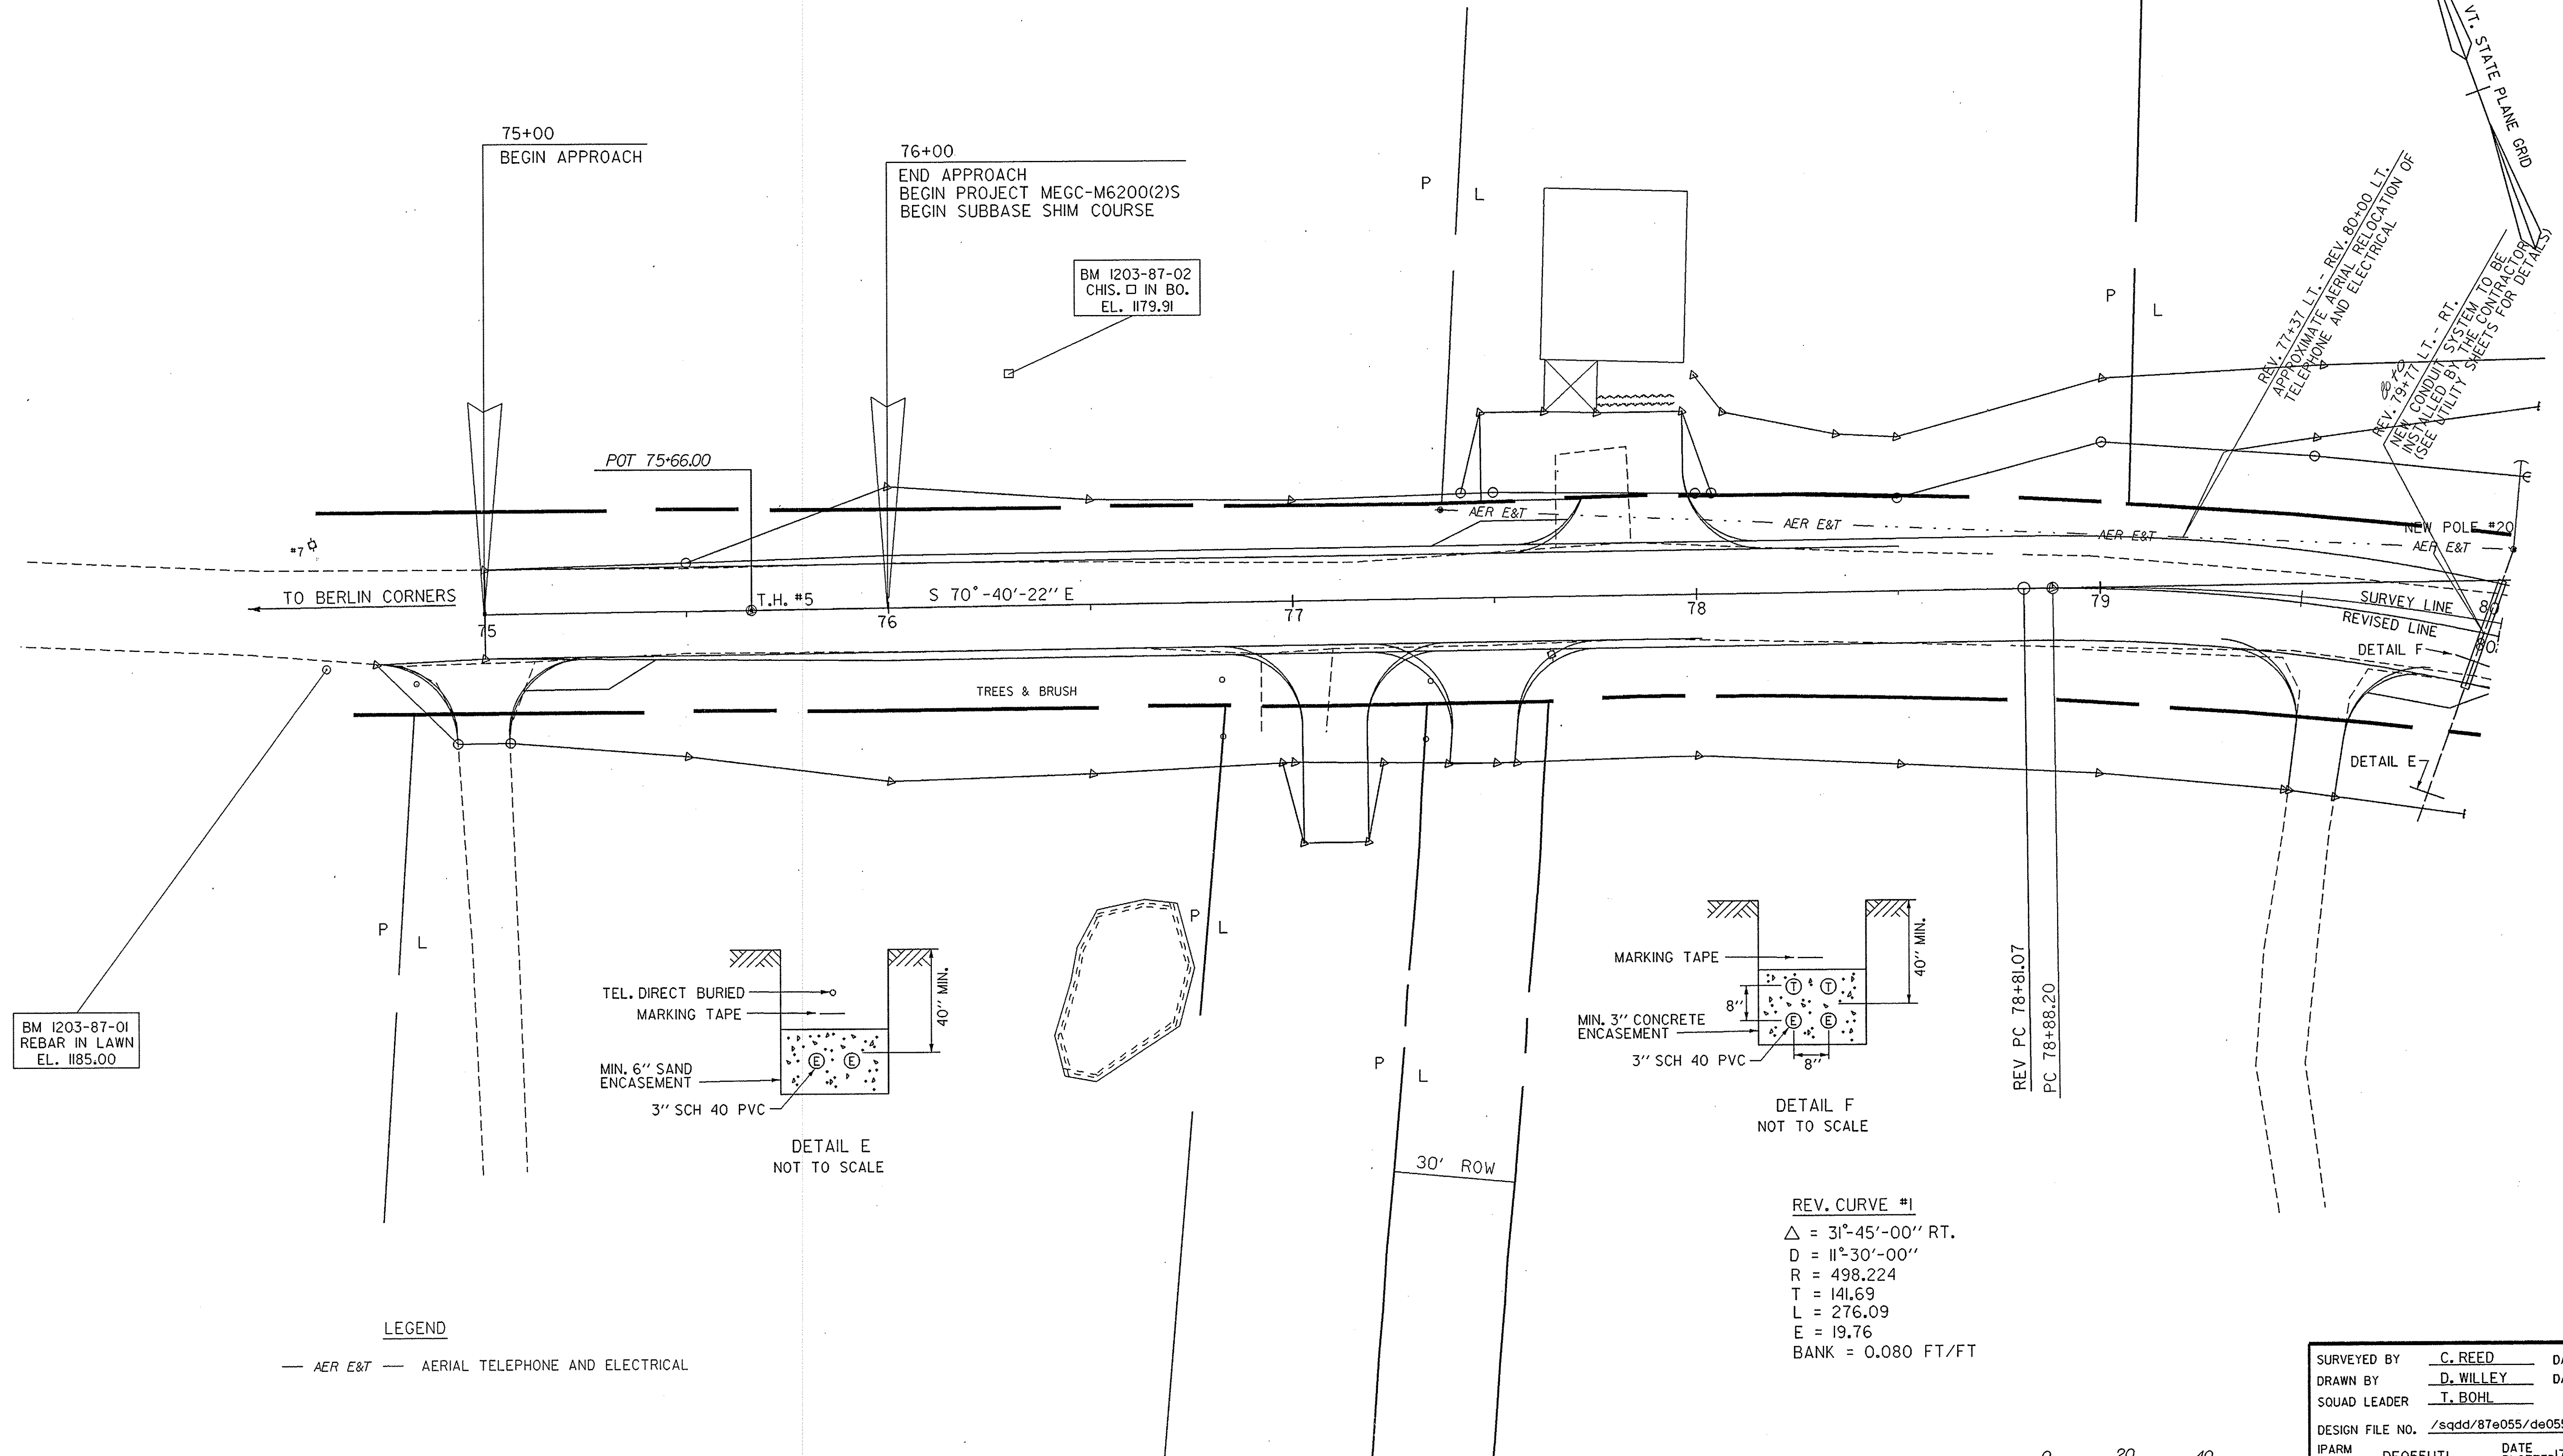 VT. STATE PLANE GRID
75+00
BEGIN APPROACH
76+00
END APPROACH
BEGIN PROJECT MEGC-M6200(2)S
BEGIN SUBBASE SHIM COURSE
BM 1203-87-02
CHIS. □ IN BO.
EL. 1179.91
P
L
P
L
REV. 77+37 LT. - REV. 80+00 LT.
APPROXIMATE AERIAL RELOCATION OF
TELEPHONE AND ELECTRICAL
REV. 79+77 LT. - RT.
NEW CONDUIT SYSTEM TO BE
INSTALLED BY THE CONTRACTOR
(SEE UTILITY SHEETS FOR DETAILS)
POT 75+66.00
AER E&T
AER E&T
AER E&T
NEW POLE #20
AER E&T
#7
TO BERLIN CORNERS
T.H. #5
S 70°-40'-22" E
75
76
77
78
79
SURVEY LINE
80
REVISED LINE
DETAIL F
80
TREES & BRUSH
DETAIL E
P
L
P
L
P
L
REV PC 78+81.07
PC 78+88.20
BM 1203-87-01
REBAR IN LAWN
EL. 1185.00
TEL. DIRECT BURIED
MARKING TAPE
40" MIN.
MIN. 6" SAND
ENCASEMENT
E
E
3" SCH 40 PVC
DETAIL E
NOT TO SCALE
MARKING TAPE
40" MIN.
T
T
8"
MIN. 3" CONCRETE
ENCASEMENT
E
E
3" SCH 40 PVC
8"
DETAIL F
NOT TO SCALE
30' ROW
REV. CURVE #1
△ = 31°-45'-00" RT.
D = 11°-30'-00"
R = 498.224
T = 141.69
L = 276.09
E = 19.76
BANK = 0.080 FT/FT
LEGEND
— AER E&T — AERIAL TELEPHONE AND ELECTRICAL
SURVEYED BY C. REED
DRAWN BY D. WILLEY
SQUAD LEADER T. BOHL
DESIGN FILE NO. /sqdd/87e055/de055
IPARM
DATE
0 20 40